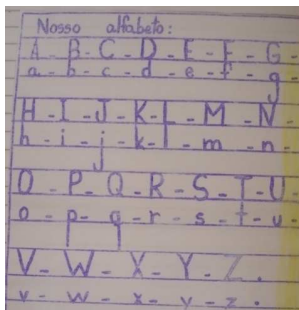 Nosso alfabeto:
A - B - C - D - E - F - G -
a - b - c - d - e - f - g
H - I - J - K - L - M - N -
h - i - j - k - l - m - n -
O - P - Q - R - S - T - U -
o - p - q - r - s - t - u -
V - W - X - Y - Z .
v - w - x - y - z .